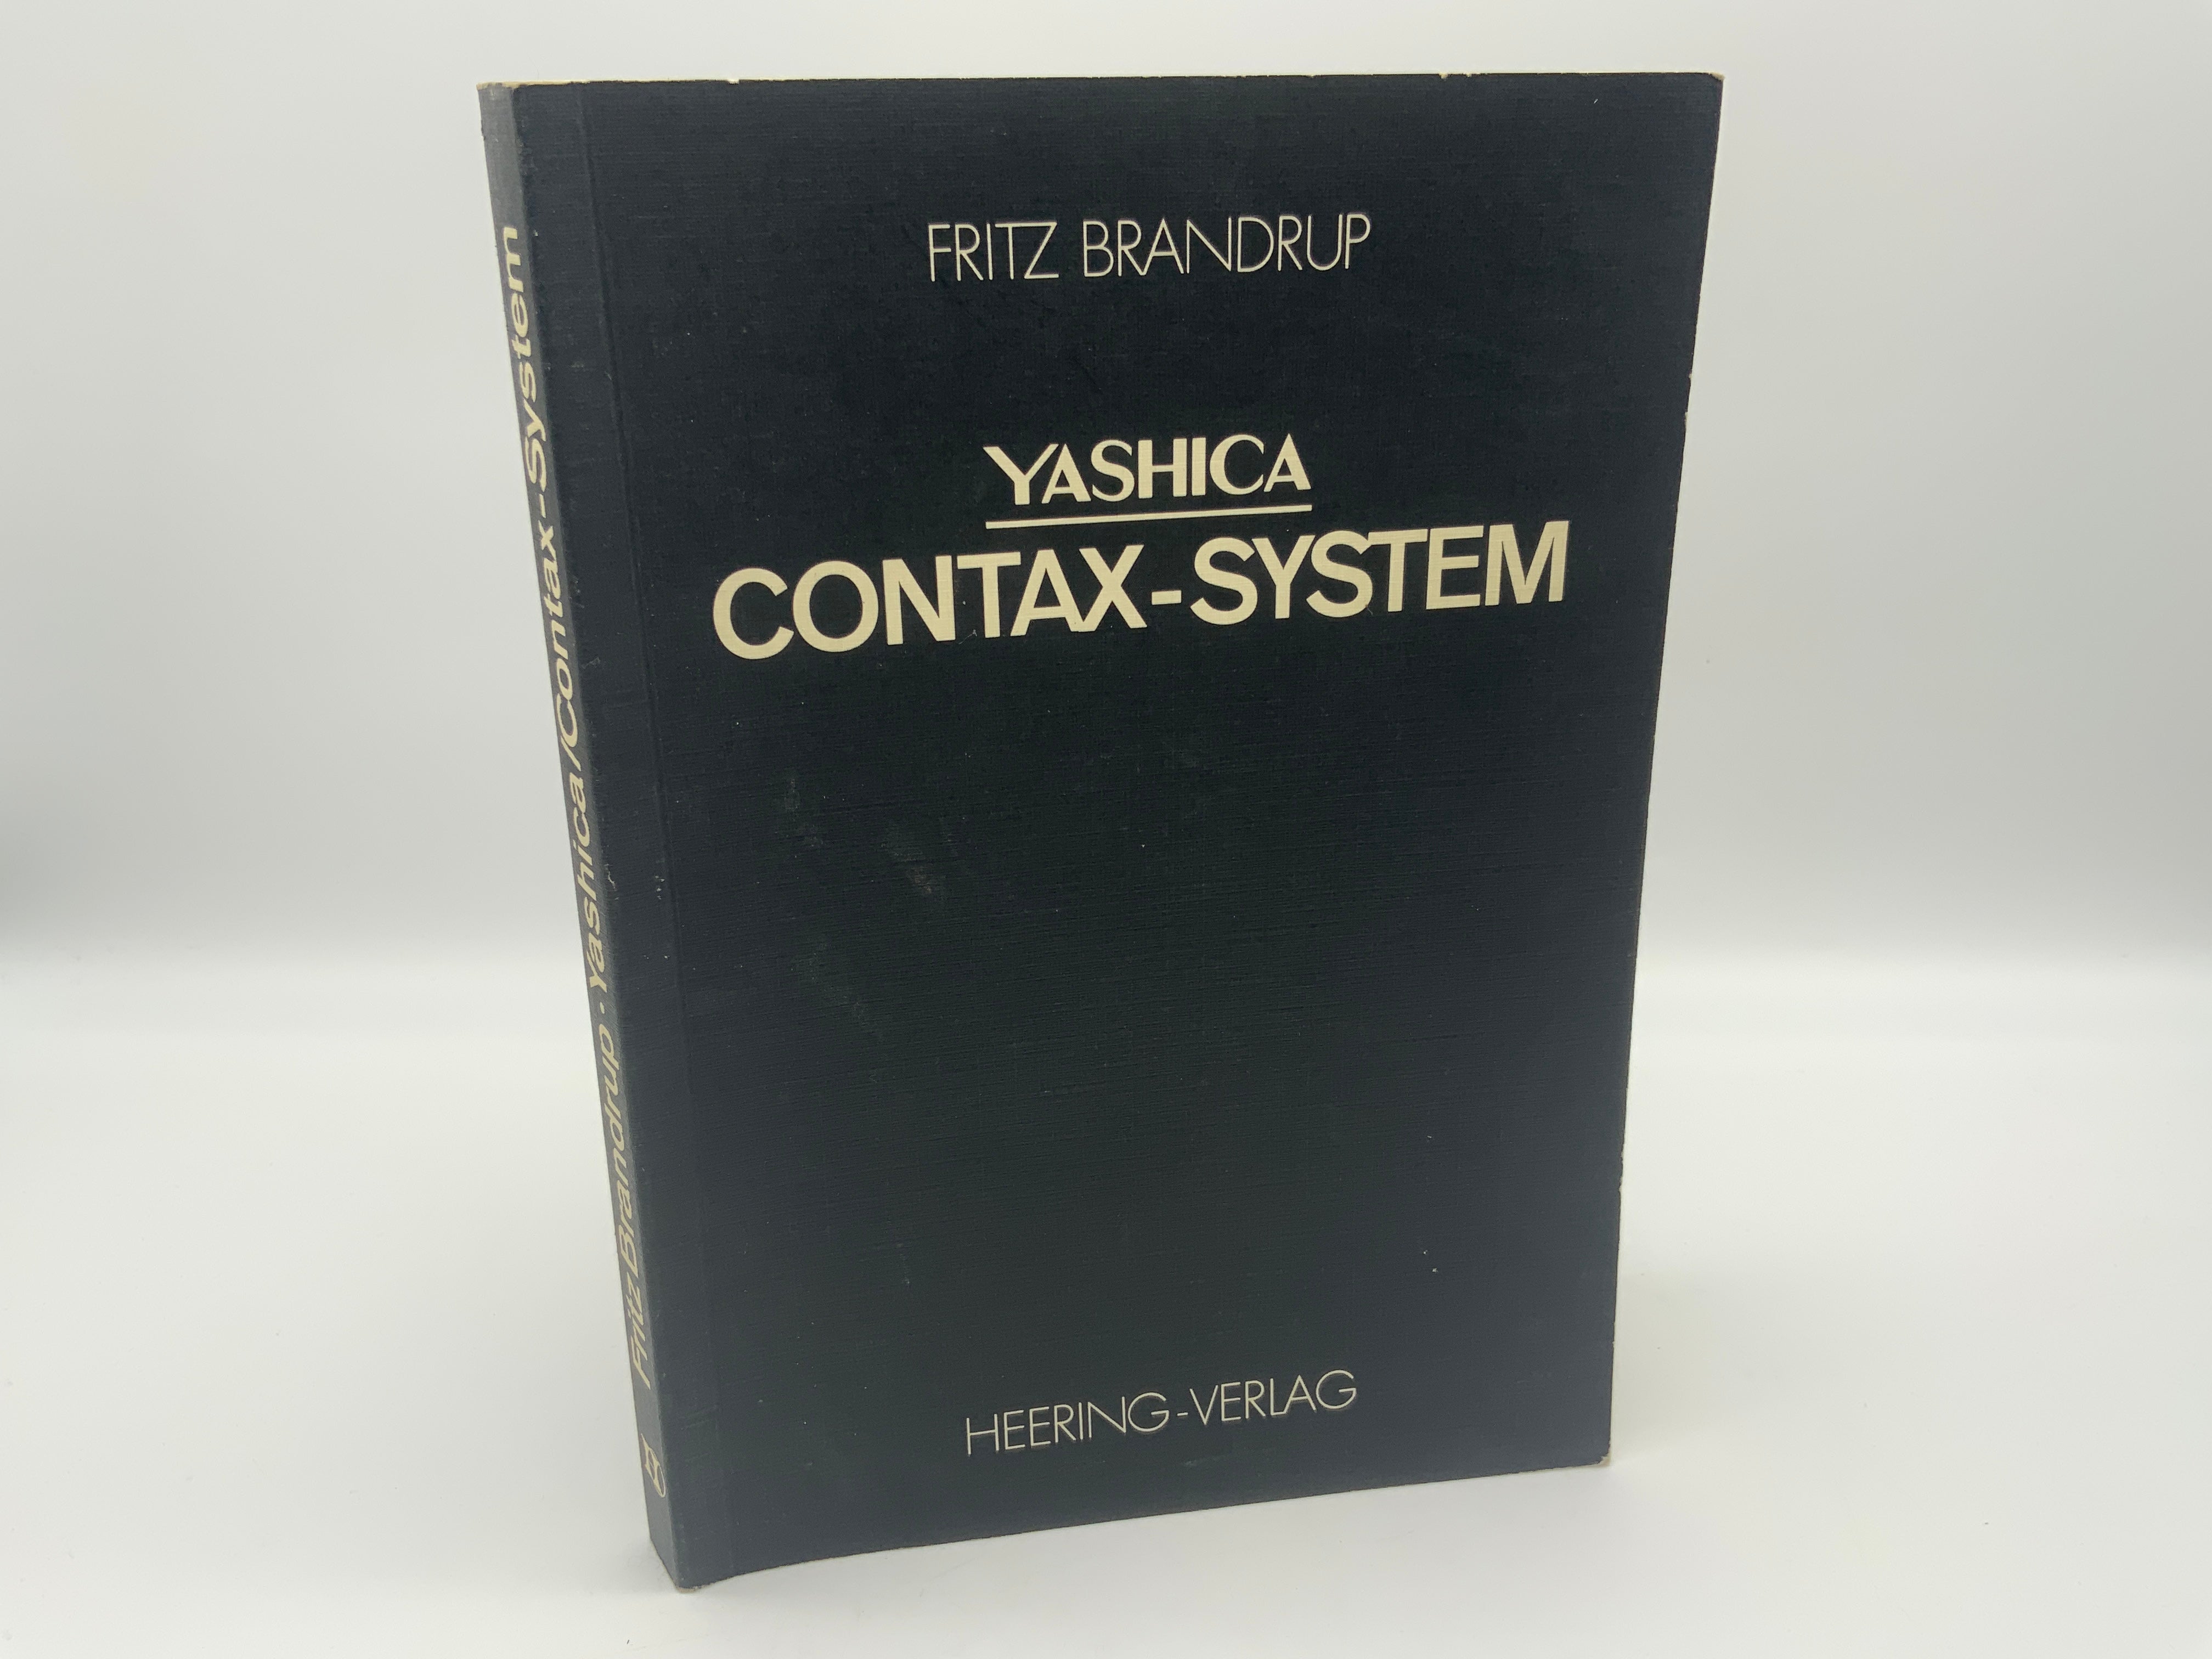 FRITZ BRANDRUP
YASHICA
CONTAX-SYSTEM
HEERING-VERLAG
Fritz Brandrup · Yashica/Contax-System
H